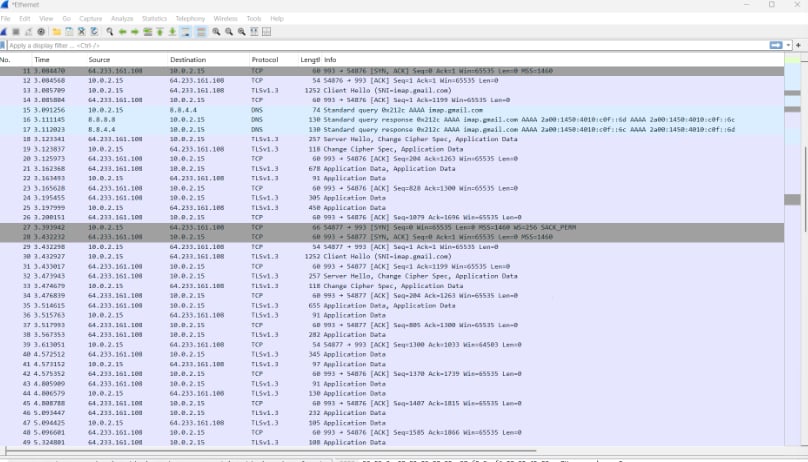 *Ethernet
File Edit View Go Capture Analyze Statistics Telephony Wireless Tools Help
Apply a display filter ... <Ctrl-/>
No. Time Source Destination Protocol Lengtl Info
11 3.084470 64.233.161.108 10.0.2.15 TCP 60 993 → 54876 [SYN, ACK] Seq=0 Ack=1 Win=65535 Len=0 MSS=1460
12 3.084568 10.0.2.15 64.233.161.108 TCP 54 54876 → 993 [ACK] Seq=1 Ack=1 Win=65535 Len=0
13 3.085709 10.0.2.15 64.233.161.108 TLSv1.3 1252 Client Hello (SNI=imap.gmail.com)
14 3.085804 64.233.161.108 10.0.2.15 TCP 60 993 → 54876 [ACK] Seq=1 Ack=1199 Win=65535 Len=0
15 3.091256 10.0.2.15 8.8.4.4 DNS 74 Standard query 0x212c AAAA imap.gmail.com
16 3.111145 8.8.8.8 10.0.2.15 DNS 130 Standard query response 0x212c AAAA imap.gmail.com AAAA 2a00:1450:4010:c0f::6d AAAA 2a00:1450:4010:c0f::6c
17 3.112023 8.8.4.4 10.0.2.15 DNS 130 Standard query response 0x212c AAAA imap.gmail.com AAAA 2a00:1450:4010:c0f::6c AAAA 2a00:1450:4010:c0f::6d
18 3.123341 64.233.161.108 10.0.2.15 TLSv1.3 257 Server Hello, Change Cipher Spec, Application Data
19 3.123837 10.0.2.15 64.233.161.108 TLSv1.3 118 Change Cipher Spec, Application Data
20 3.125973 64.233.161.108 10.0.2.15 TCP 60 993 → 54876 [ACK] Seq=204 Ack=1263 Win=65535 Len=0
21 3.162368 64.233.161.108 10.0.2.15 TLSv1.3 678 Application Data, Application Data
22 3.163493 10.0.2.15 64.233.161.108 TLSv1.3 91 Application Data
23 3.165628 64.233.161.108 10.0.2.15 TCP 60 993 → 54876 [ACK] Seq=828 Ack=1300 Win=65535 Len=0
24 3.195455 64.233.161.108 10.0.2.15 TLSv1.3 305 Application Data
25 3.197999 10.0.2.15 64.233.161.108 TLSv1.3 450 Application Data
26 3.200151 64.233.161.108 10.0.2.15 TCP 60 993 → 54876 [ACK] Seq=1079 Ack=1696 Win=65535 Len=0
27 3.393942 10.0.2.15 64.233.161.108 TCP 66 54877 → 993 [SYN] Seq=0 Win=65535 Len=0 MSS=1460 WS=256 SACK_PERM
28 3.432232 64.233.161.108 10.0.2.15 TCP 60 993 → 54877 [SYN, ACK] Seq=0 Ack=1 Win=65535 Len=0 MSS=1460
29 3.432298 10.0.2.15 64.233.161.108 TCP 54 54877 → 993 [ACK] Seq=1 Ack=1 Win=65535 Len=0
30 3.432927 10.0.2.15 64.233.161.108 TLSv1.3 1252 Client Hello (SNI=imap.gmail.com)
31 3.433017 64.233.161.108 10.0.2.15 TCP 60 993 → 54877 [ACK] Seq=1 Ack=1199 Win=65535 Len=0
32 3.473943 64.233.161.108 10.0.2.15 TLSv1.3 257 Server Hello, Change Cipher Spec, Application Data
33 3.474679 10.0.2.15 64.233.161.108 TLSv1.3 118 Change Cipher Spec, Application Data
34 3.476839 64.233.161.108 10.0.2.15 TCP 60 993 → 54877 [ACK] Seq=204 Ack=1263 Win=65535 Len=0
35 3.514615 64.233.161.108 10.0.2.15 TLSv1.3 655 Application Data, Application Data
36 3.515763 10.0.2.15 64.233.161.108 TLSv1.3 91 Application Data
37 3.517993 64.233.161.108 10.0.2.15 TCP 60 993 → 54877 [ACK] Seq=805 Ack=1300 Win=65535 Len=0
38 3.567353 64.233.161.108 10.0.2.15 TLSv1.3 282 Application Data
39 3.613051 10.0.2.15 64.233.161.108 TCP 54 54877 → 993 [ACK] Seq=1300 Ack=1033 Win=64503 Len=0
40 4.572512 64.233.161.108 10.0.2.15 TLSv1.3 345 Application Data
41 4.573152 10.0.2.15 64.233.161.108 TLSv1.3 97 Application Data
42 4.575352 64.233.161.108 10.0.2.15 TCP 60 993 → 54876 [ACK] Seq=1370 Ack=1739 Win=65535 Len=0
43 4.805909 64.233.161.108 10.0.2.15 TLSv1.3 91 Application Data
44 4.806579 10.0.2.15 64.233.161.108 TLSv1.3 130 Application Data
45 4.808788 64.233.161.108 10.0.2.15 TCP 60 993 → 54876 [ACK] Seq=1407 Ack=1815 Win=65535 Len=0
46 5.093447 64.233.161.108 10.0.2.15 TLSv1.3 232 Application Data
47 5.094425 10.0.2.15 64.233.161.108 TLSv1.3 105 Application Data
48 5.096601 64.233.161.108 10.0.2.15 TCP 60 993 → 54876 [ACK] Seq=1585 Ack=1866 Win=65535 Len=0
49 5.324801 64.233.161.108 10.0.2.15 TLSv1.3 108 Application Data